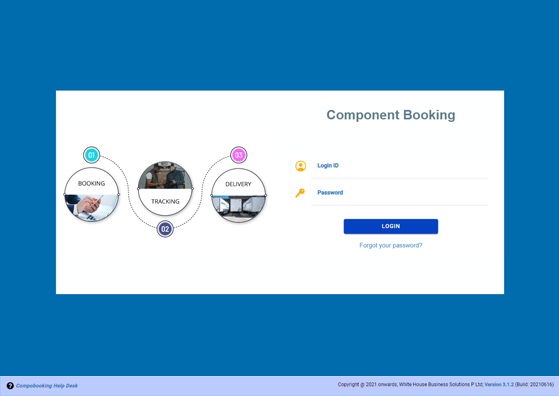 Component Booking
01
03
BOOKING
TRACKING
DELIVERY
02
Login ID
Password
LOGIN
Forgot your password?
Compobooking Help Desk
Copyright @ 2021 onwards, White House Business Solutions P Ltd; Version 3.1.2 (Build: 20210616)